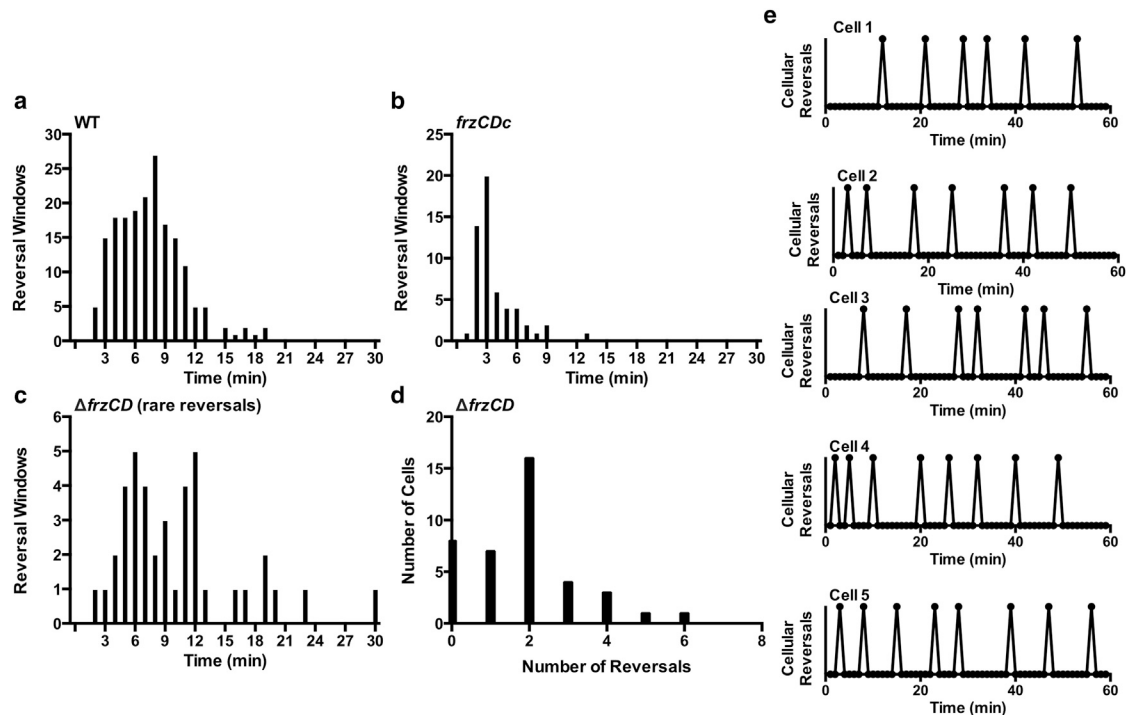 a
WT
Reversal Windows
30
25
20
15
10
5
0
3 6 9 12 15 18 21 24 27 30
Time (min)
b
frzCDc
Reversal Windows
25
20
15
10
5
0
3 6 9 12 15 18 21 24 27 30
Time (min)
c
ΔfrzCD (rare reversals)
Reversal Windows
6
5
4
3
2
1
0
3 6 9 12 15 18 21 24 27 30
Time (min)
d
ΔfrzCD
Number of Cells
20
15
10
5
0
0 2 4 6 8
Number of Reversals
e
Cell 1
Cellular
Reversals
0 20 40 60
Time (min)
Cell 2
Cellular
Reversals
0 20 40 60
Time (min)
Cell 3
Cellular
Reversals
0 20 40 60
Time (min)
Cell 4
Cellular
Reversals
0 20 40 60
Time (min)
Cell 5
Cellular
Reversals
0 20 40 60
Time (min)